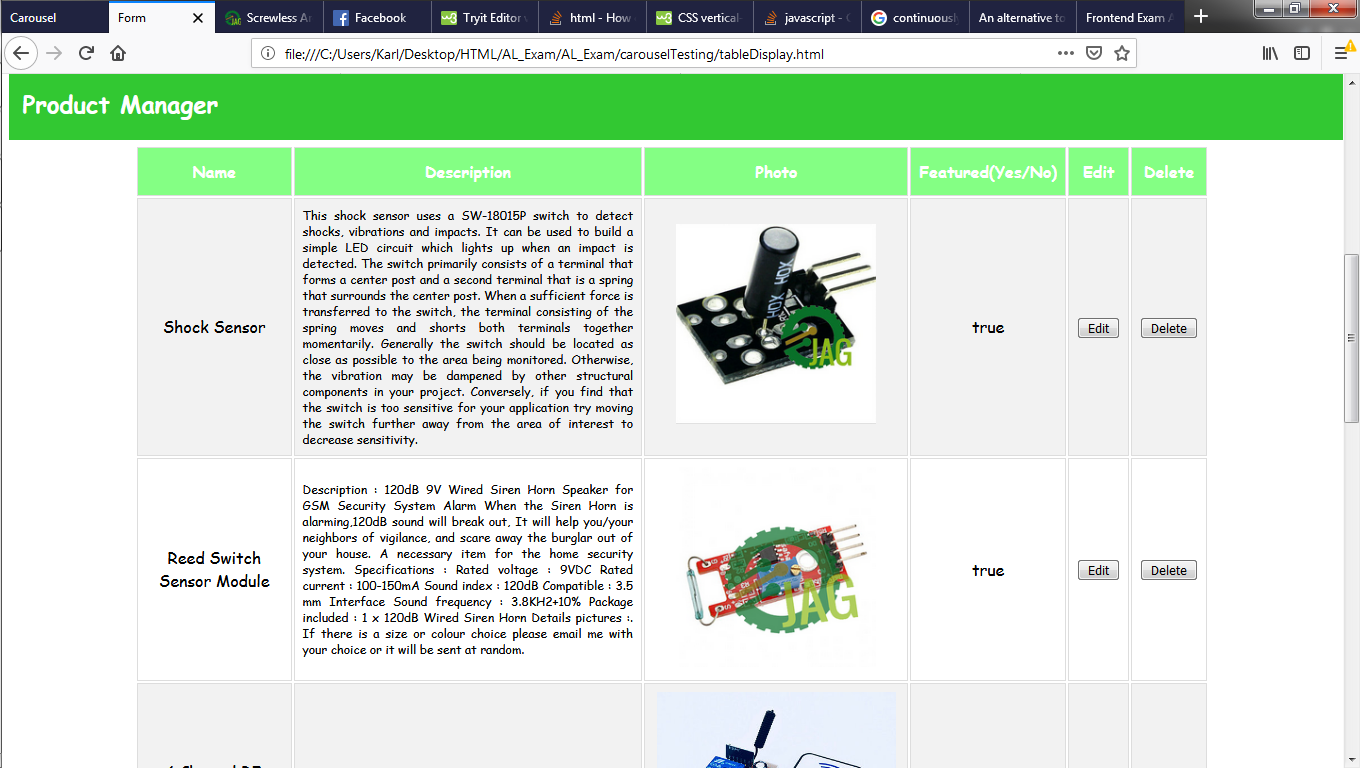 Carousel
Form
Screwless Ar
Facebook
Tryit Editor v
html - How
CSS vertical-
javascript - C
continuously
An alternative to
Frontend Exam A
file:///C:/Users/Karl/Desktop/HTML/AL_Exam/AL_Exam/carouselTesting/tableDisplay.html
Product Manager
Name
Description
Photo
Featured(Yes/No)
Edit
Delete
Shock Sensor
This shock sensor uses a SW-18015P switch to detect
shocks, vibrations and impacts. It can be used to build a
simple LED circuit which lights up when an impact is
detected. The switch primarily consists of a terminal that
forms a center post and a second terminal that is a spring
that surrounds the center post. When a sufficient force is
transferred to the switch, the terminal consisting of the
spring moves and shorts both terminals together
momentarily. Generally the switch should be located as
close as possible to the area being monitored. Otherwise,
the vibration may be dampened by other structural
components in your project. Conversely, if you find that
the switch is too sensitive for your application try moving
the switch further away from the area of interest to
decrease sensitivity.
HDX HDX
JAG
true
Edit
Delete
Reed Switch
Sensor Module
Description : 120dB 9V Wired Siren Horn Speaker for
GSM Security System Alarm When the Siren Horn is
alarming,120dB sound will break out, It will help you/your
neighbors of vigilance, and scare away the burglar out of
your house. A necessary item for the home security
system. Specifications : Rated voltage : 9VDC Rated
current : 100-150mA Sound index : 120dB Compatible : 3.5
mm Interface Sound frequency : 3.8KHZ+10% Package
included : 1 x 120dB Wired Siren Horn Details pictures :.
If there is a size or colour choice please email me with
your choice or it will be sent at random.
JAG
true
Edit
Delete